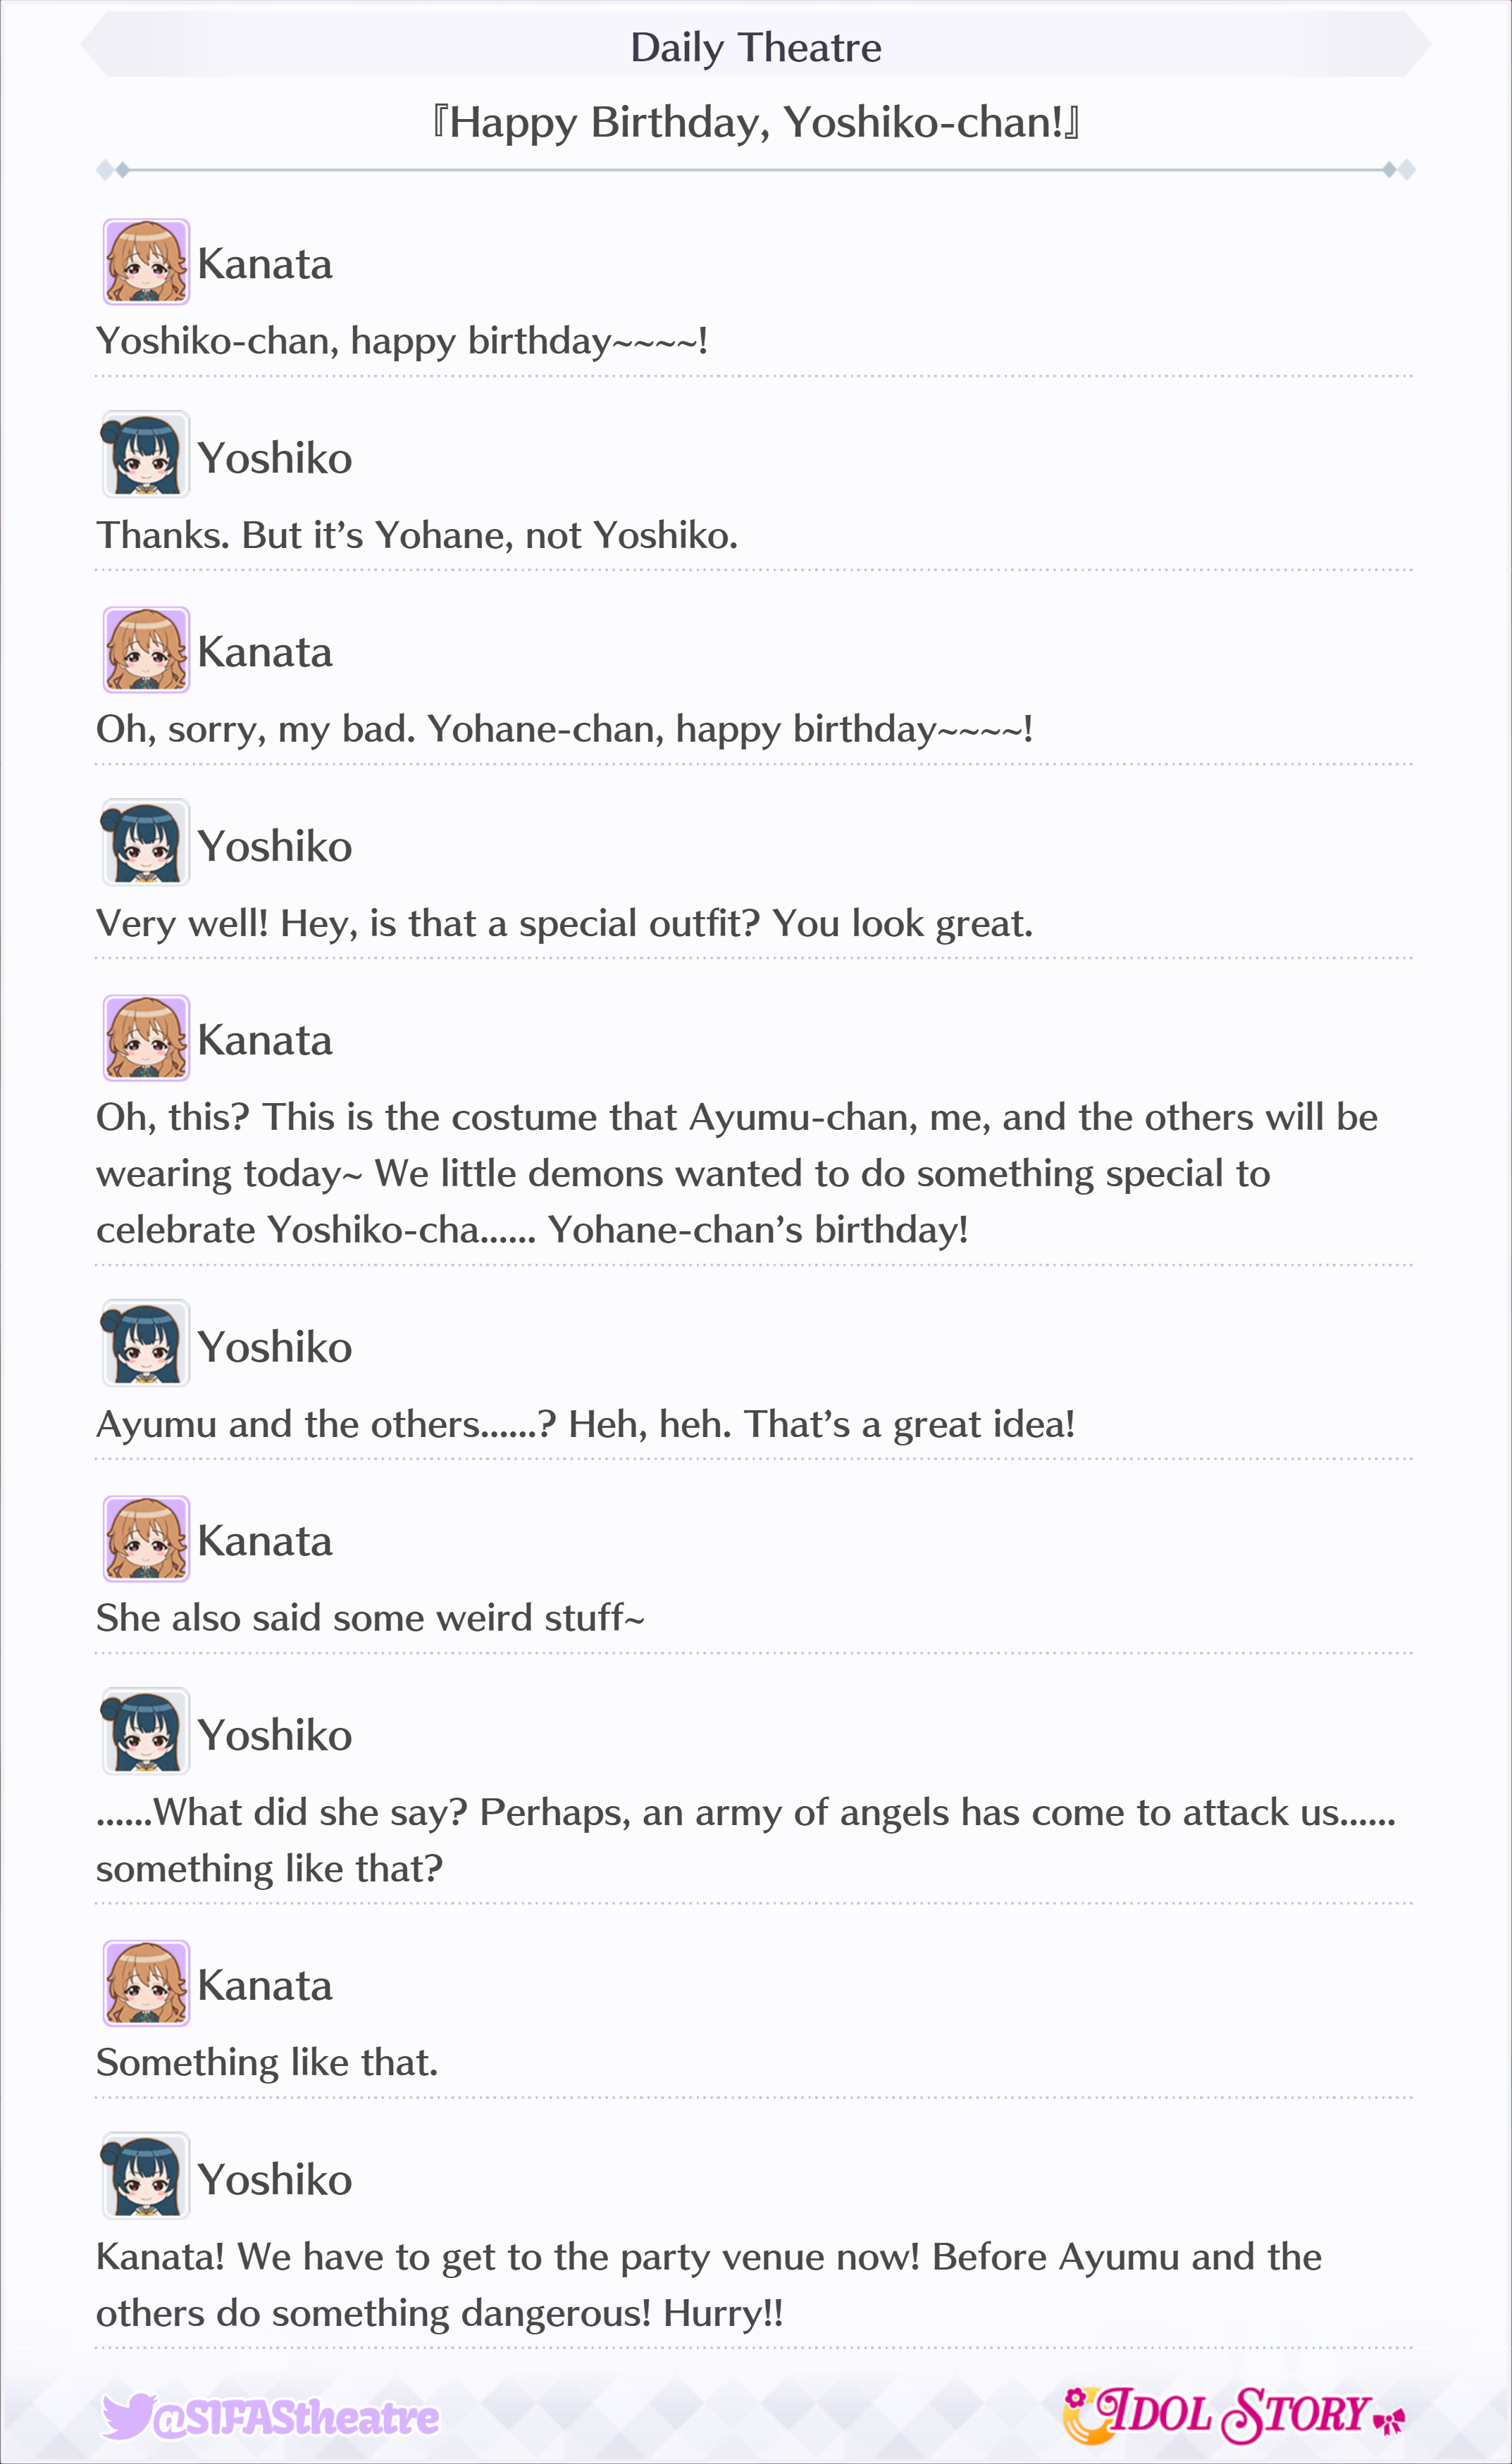 Daily Theatre
『Happy Birthday, Yoshiko-chan!』
Kanata
Yoshiko-chan, happy birthday~~~~!
Yoshiko
Thanks. But it’s Yohane, not Yoshiko.
Kanata
Oh, sorry, my bad. Yohane-chan, happy birthday~~~~!
Yoshiko
Very well! Hey, is that a special outfit? You look great.
Kanata
Oh, this? This is the costume that Ayumu-chan, me, and the others will be
wearing today~ We little demons wanted to do something special to
celebrate Yoshiko-cha...... Yohane-chan’s birthday!
Yoshiko
Ayumu and the others......? Heh, heh. That’s a great idea!
Kanata
She also said some weird stuff~
Yoshiko
......What did she say? Perhaps, an army of angels has come to attack us......
something like that?
Kanata
Something like that.
Yoshiko
Kanata! We have to get to the party venue now! Before Ayumu and the
others do something dangerous! Hurry!!
@SIFAStheatre
IDOL STORY